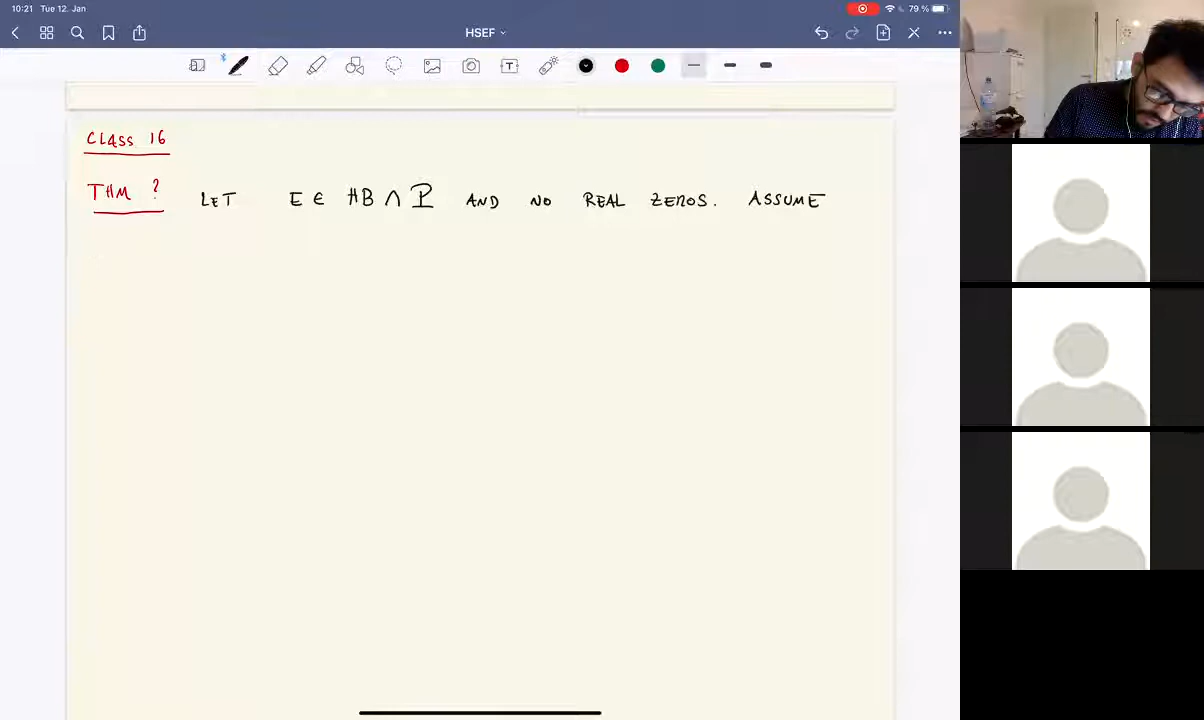 10:21 Tue 12. Jan
79 %
HSEF
CLASS 16
THM ? LET E ∈ HB ∩ P AND NO REAL ZEROS. ASSUME